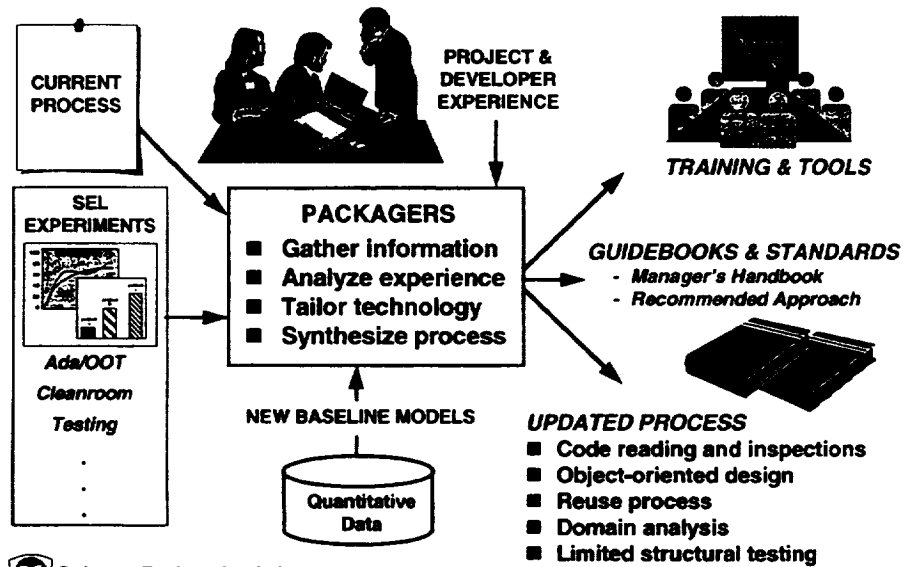 CURRENT
PROCESS
PROJECT &
DEVELOPER
EXPERIENCE
TRAINING & TOOLS
SEL
EXPERIMENTS
Ada/OOT
Cleanroom
Testing
.
.
.
PACKAGERS
■ Gather information
■ Analyze experience
■ Tailor technology
■ Synthesize process
GUIDEBOOKS & STANDARDS
- Manager's Handbook
- Recommended Approach
NEW BASELINE MODELS
Quantitative
Data
UPDATED PROCESS
■ Code reading and inspections
■ Object-oriented design
■ Reuse process
■ Domain analysis
■ Limited structural testing